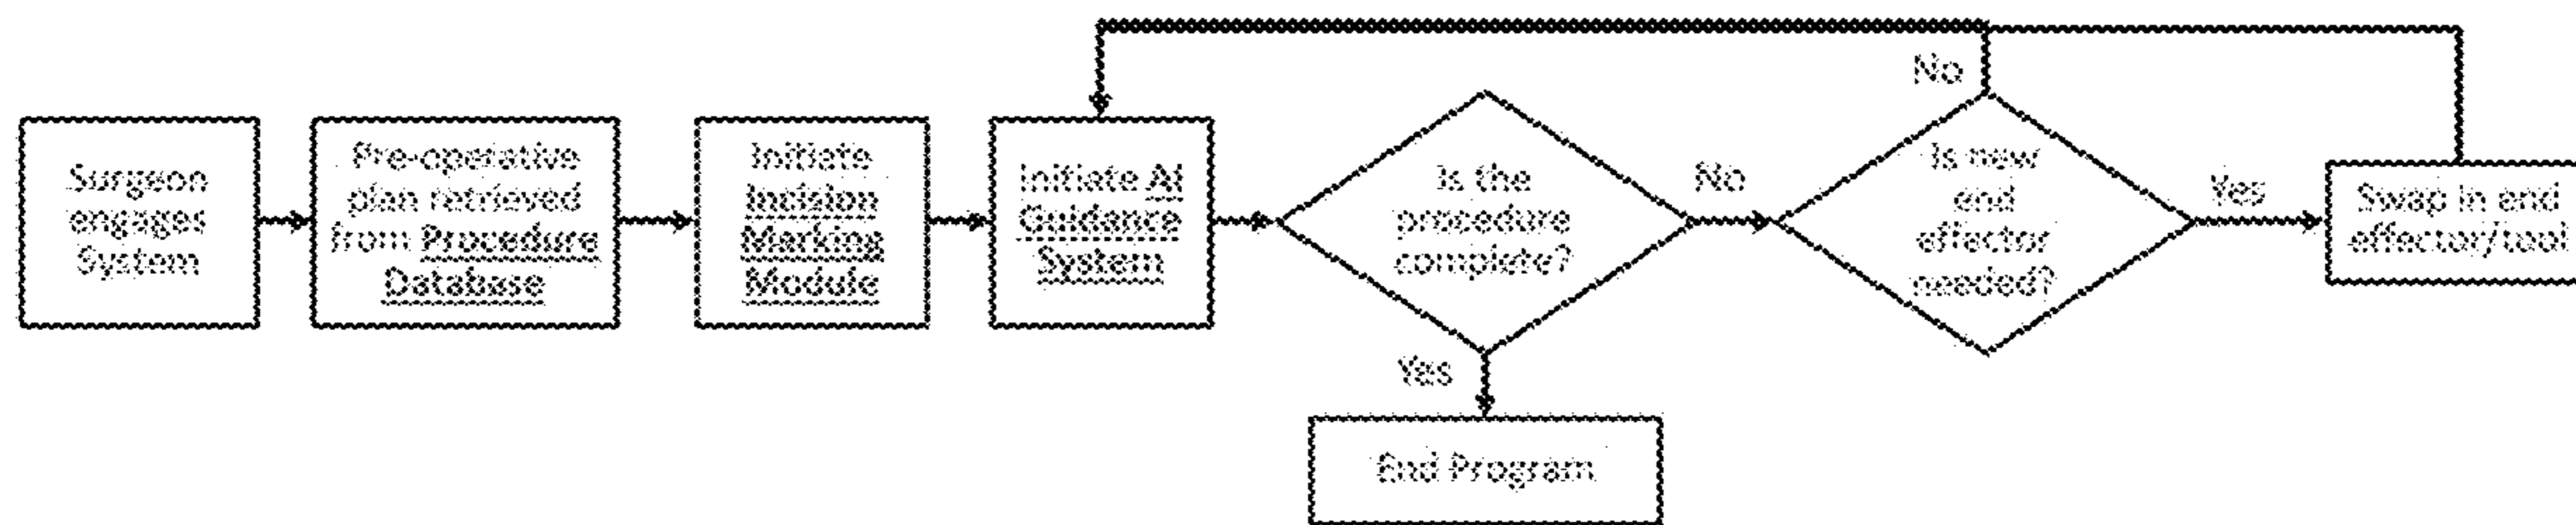 Surgeon
engages
System
Pre-operative
plan retrieved
from Procedure
Database
Initiate
Incision
Marking
Module
Initiate AI
Guidance
System
Is the
procedure
complete?
No
Yes
End Program
Is new
end
effector
needed?
No
Yes
Swap in end
effector/tool